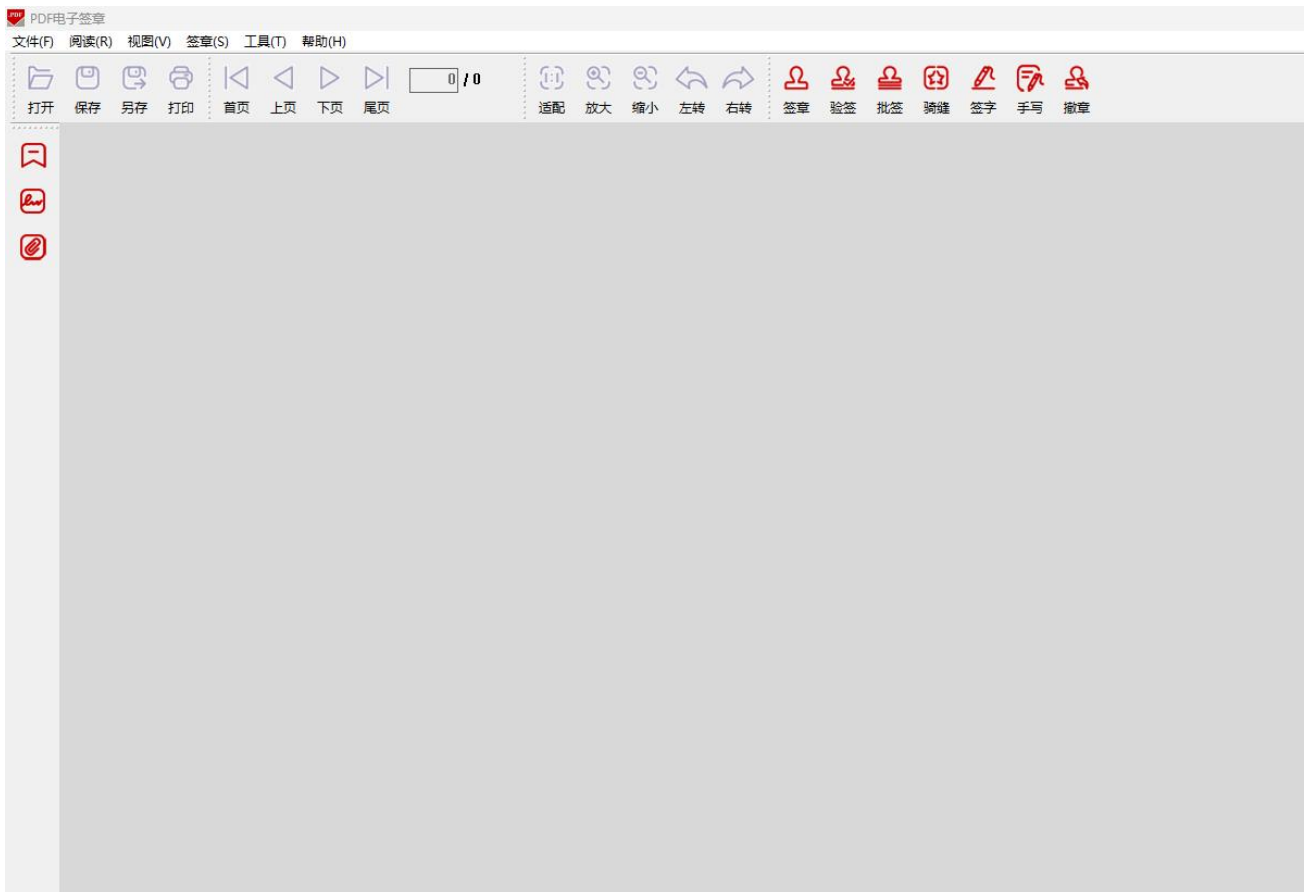 PDF PDF电子签章
文件(F) 阅读(R) 视图(V) 签章(S) 工具(T) 帮助(H)
1:1
0 / 0
打开 保存 另存 打印 首页 上页 下页 尾页 适配 放大 缩小 左转 右转 签章 验签 批签 骑缝 签字 手写 撤章